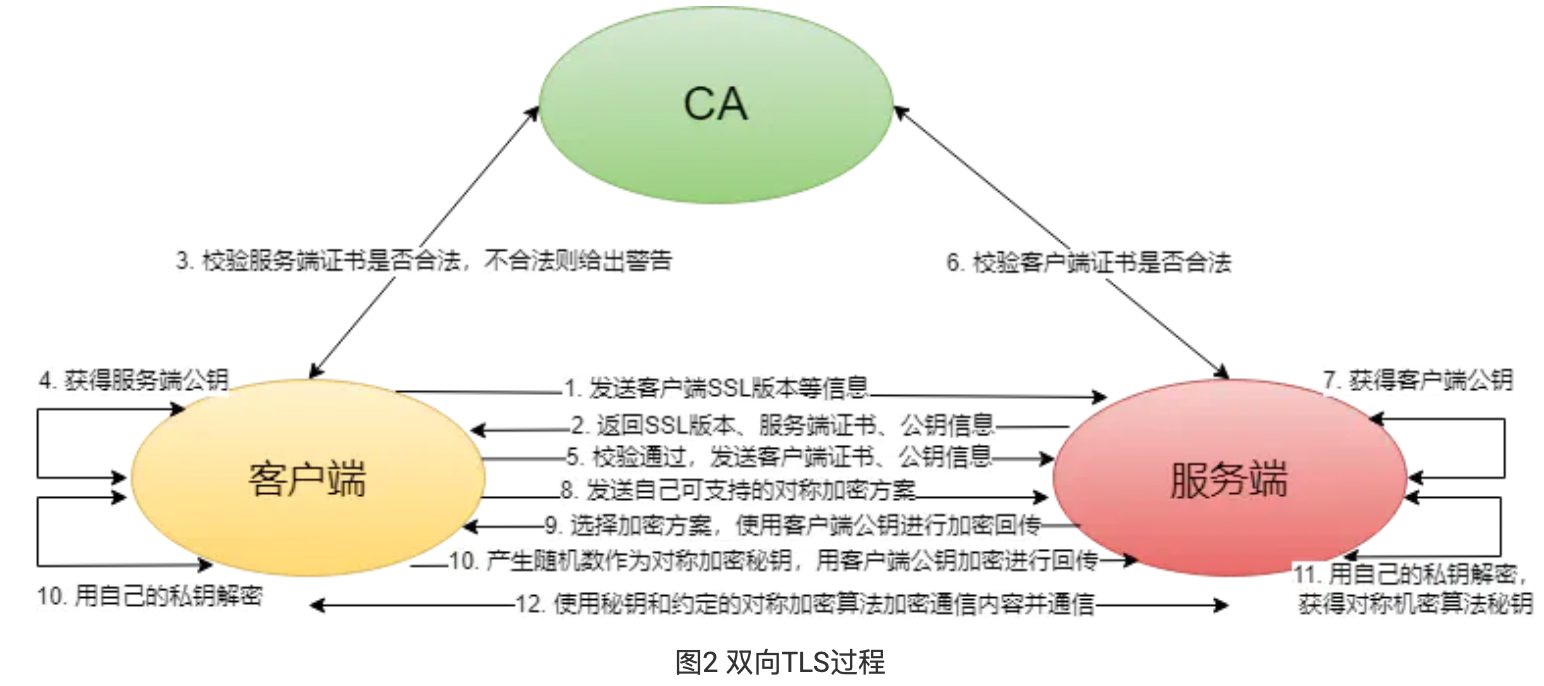 CA
3. 校验服务端证书是否合法，不合法则给出警告
6. 校验客户端证书是否合法
4. 获得服务端公钥
1. 发送客户端SSL版本等信息
7. 获得客户端公钥
2. 返回SSL版本、服务端证书、公钥信息
5. 校验通过，发送客户端证书、公钥信息
客户端
服务端
8. 发送自己可支持的对称加密方案
9. 选择加密方案，使用客户端公钥进行加密回传
10. 产生随机数作为对称加密秘钥，用客户端公钥加密进行回传
10. 用自己的私钥解密
11. 用自己的私钥解密，
获得对称机密算法秘钥
12. 使用秘钥和约定的对称加密算法加密通信内容并通信
图2 双向TLS过程